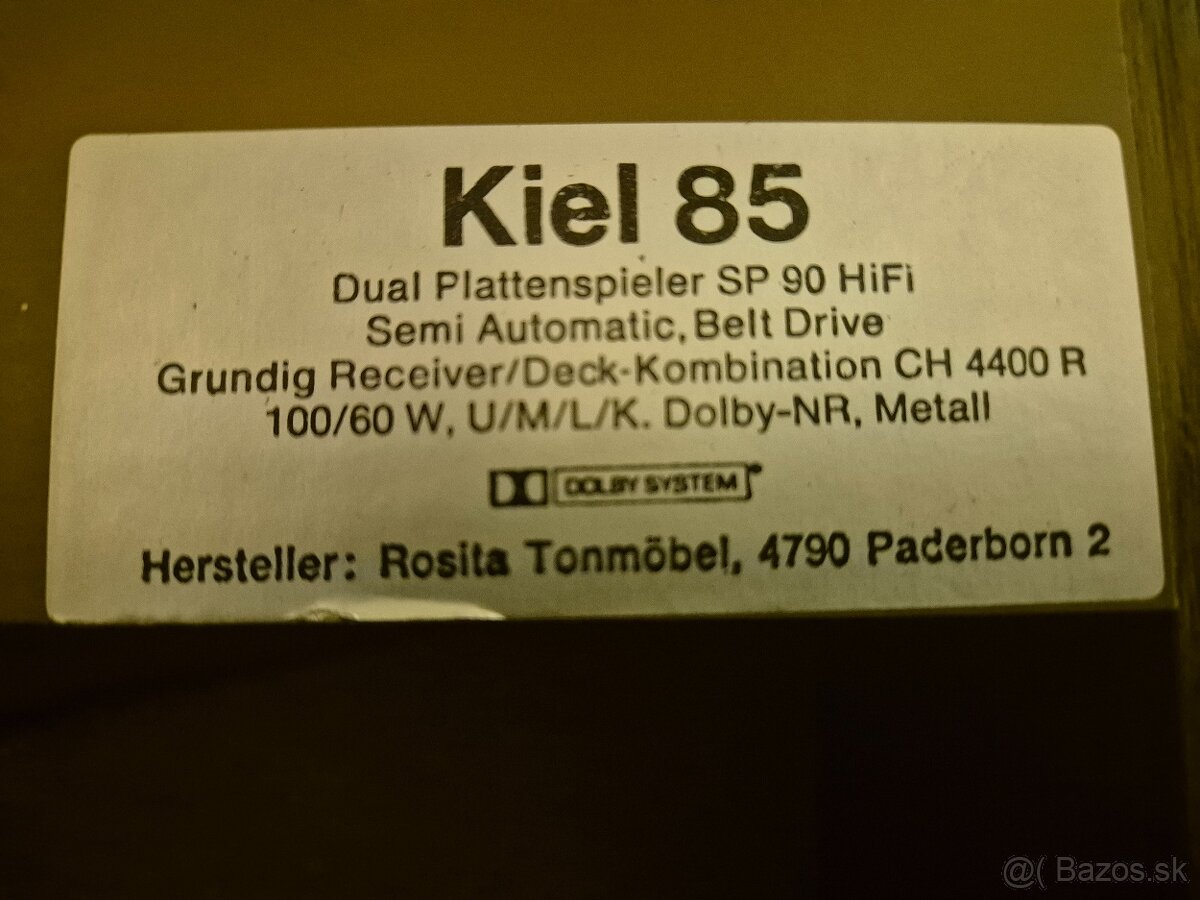 Kiel 85
Dual Plattenspieler SP 90 HiFi
Semi Automatic, Belt Drive
Grundig Receiver/Deck-Kombination CH 4400 R
100/60 W, U/M/L/K. Dolby-NR, Metall
DOLBY SYSTEM
Hersteller: Rosita Tonmöbel, 4790 Paderborn 2
@( Bazos.sk